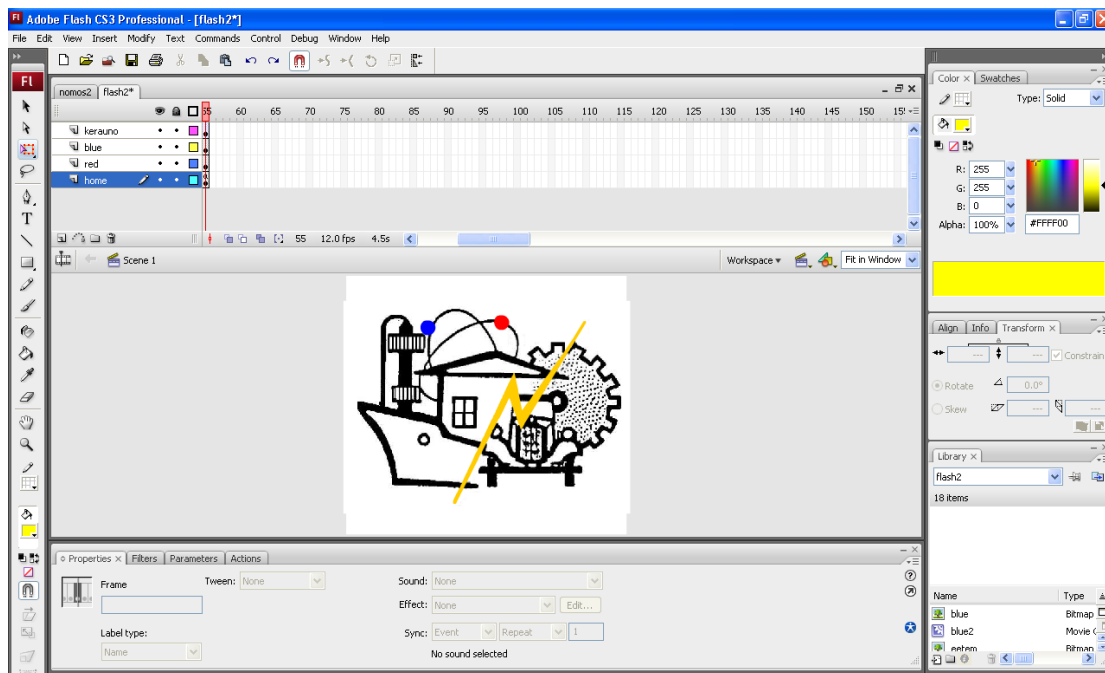 Adobe Flash CS3 Professional - [flash2*]
File Edit View Insert Modify Text Commands Control Debug Window Help
Fl
nomos2 flash2*
55 60 65 70 75 80 85 90 95 100 105 110 115 120 125 130 135 140 145 150 15
kerauno
blue
red
home
55 12.0 fps 4.5s
Scene 1
Workspace Fit in Window
Properties × Filters Parameters Actions
Frame
Tween: None
Label type:
Name
Sound: None
Effect: None Edit...
Sync: Event Repeat 1
No sound selected
Color × Swatches
Type: Solid
R: 255
G: 255
B: 0
Alpha: 100% #FFFF00
Align Info Transform ×
Constrain
Rotate 0.0°
Skew
Library ×
flash2
18 items
Name Type
blue Bitmap
blue2 Movie C
Bitmap